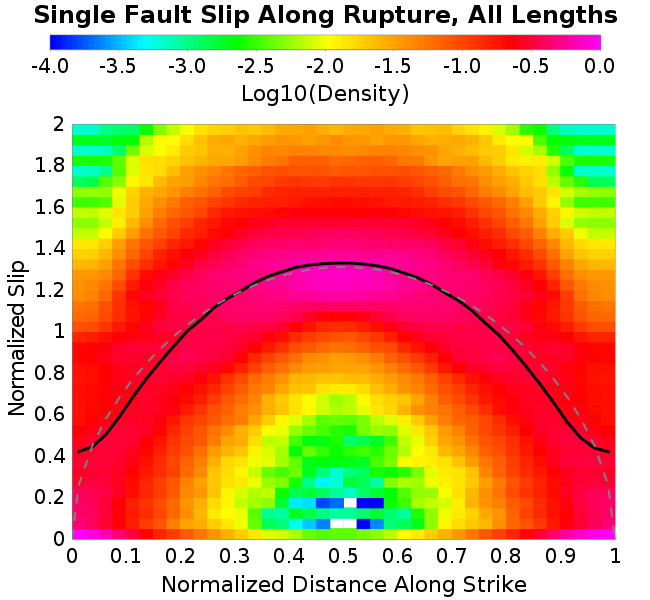 Single Fault Slip Along Rupture, All Lengths
-4.0 -3.5 -3.0 -2.5 -2.0 -1.5 -1.0 -0.5 0.0
Log10(Density)
2
1.8
1.6
1.4
1.2
1
0.8
0.6
0.4
0.2
0
Normalized Slip
0 0.1 0.2 0.3 0.4 0.5 0.6 0.7 0.8 0.9 1
Normalized Distance Along Strike